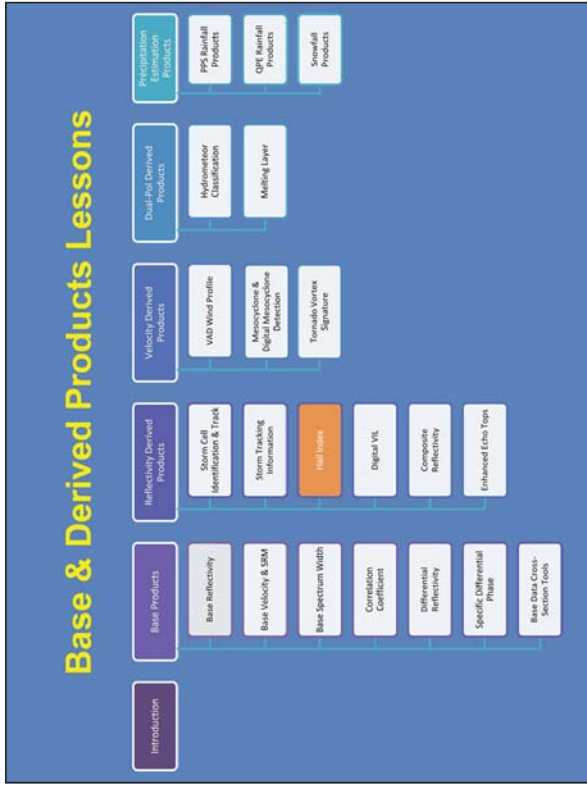 Base & Derived Products Lessons
Introduction
Base Products
Base Reflectivity
Base Velocity & SRM
Base Spectrum Width
Correlation
Coefficient
Differential
Reflectivity
Specific Differential
Phase
Base Data Cross-
Section Tools
Reflectivity Derived
Products
Storm Cell
Identification & Track
Storm Tracking
Information
Hail Index
Digital VIL
Composite
Reflectivity
Enhanced Echo Tops
Velocity Derived
Products
VAD Wind Profile
Mesocyclone &
Digital Mesocyclone
Detection
Tornado Vortex
Signature
Dual-Pol Derived
Products
Hydrometeor
Classification
Melting Layer
Precipitation
Estimation
Products
PPS Rainfall
Products
QPE Rainfall
Products
Snowfall
Products